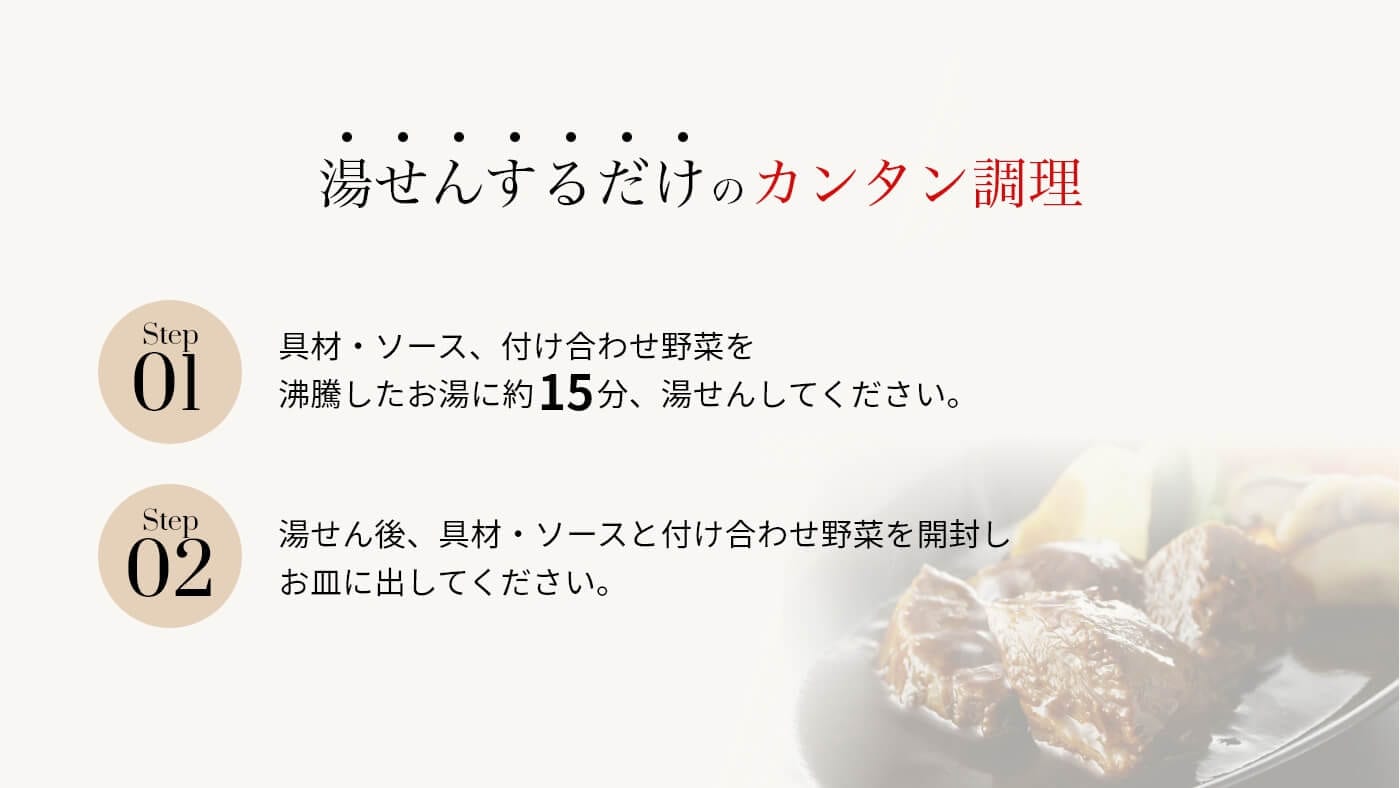 湯せんするだけのカンタン調理
Step
01
具材・ソース、付け合わせ野菜を
沸騰したお湯に約15分、湯せんしてください。
Step
02
湯せん後、具材・ソースと付け合わせ野菜を開封し
お皿に出してください。